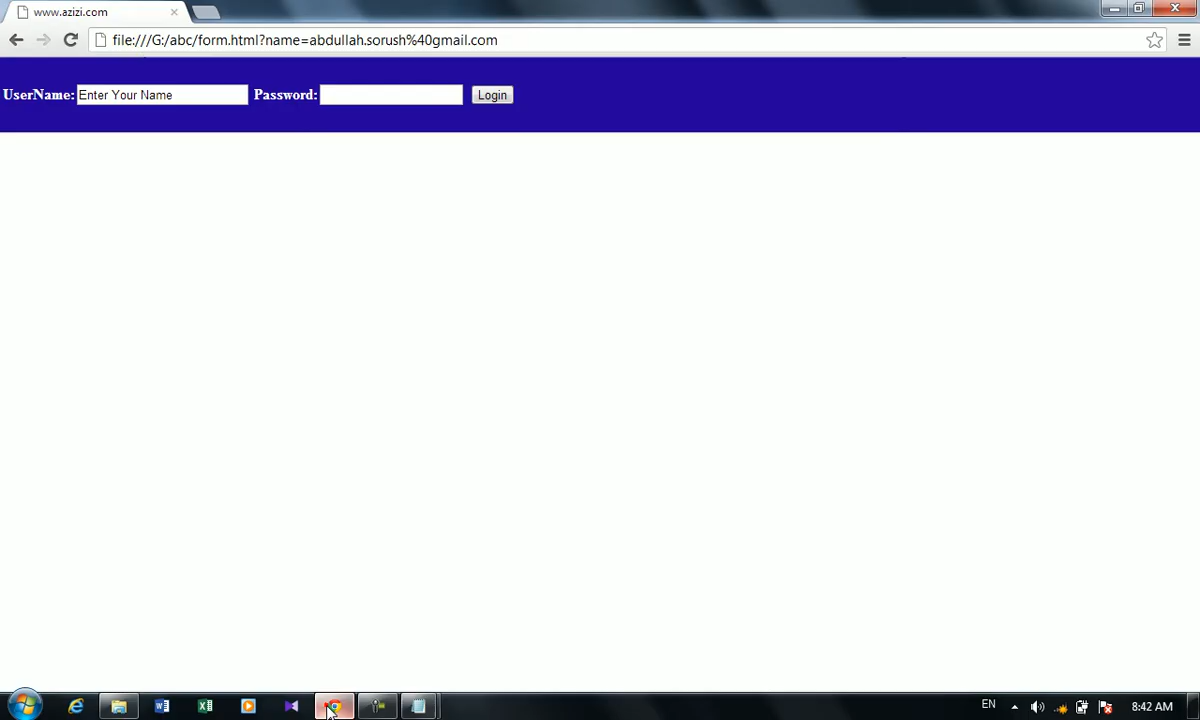 www.azizi.com
file:///G:/abc/form.html?name=abdullah.sorush%40gmail.com
UserName: Enter Your Name Password: Login
EN 8:42 AM